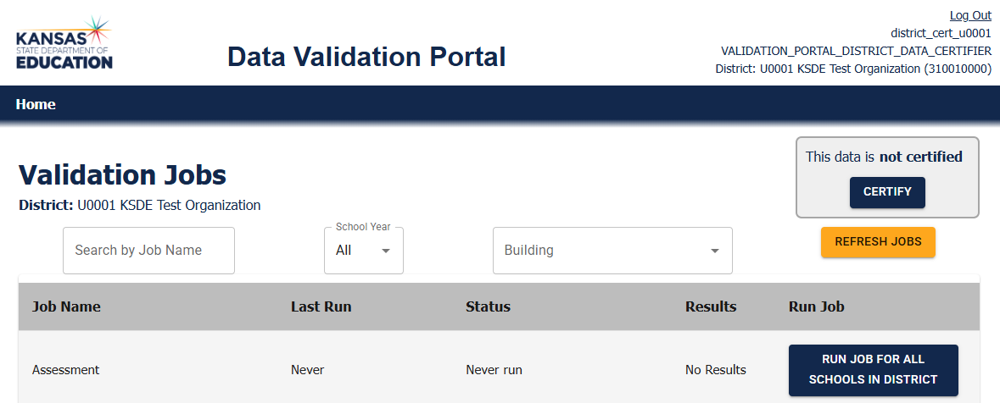 KANSAS
STATE DEPARTMENT OF
EDUCATION
Data Validation Portal
Log Out
district_cert_u0001
VALIDATION_PORTAL_DISTRICT_DATA_CERTIFIER
District: U0001 KSDE Test Organization (310010000)
Home
Validation Jobs
District: U0001 KSDE Test Organization
This data is not certified
CERTIFY
Search by Job Name
School Year
All
Building
REFRESH JOBS
Job Name Last Run Status Results Run Job
Assessment Never Never run No Results RUN JOB FOR ALL
SCHOOLS IN DISTRICT